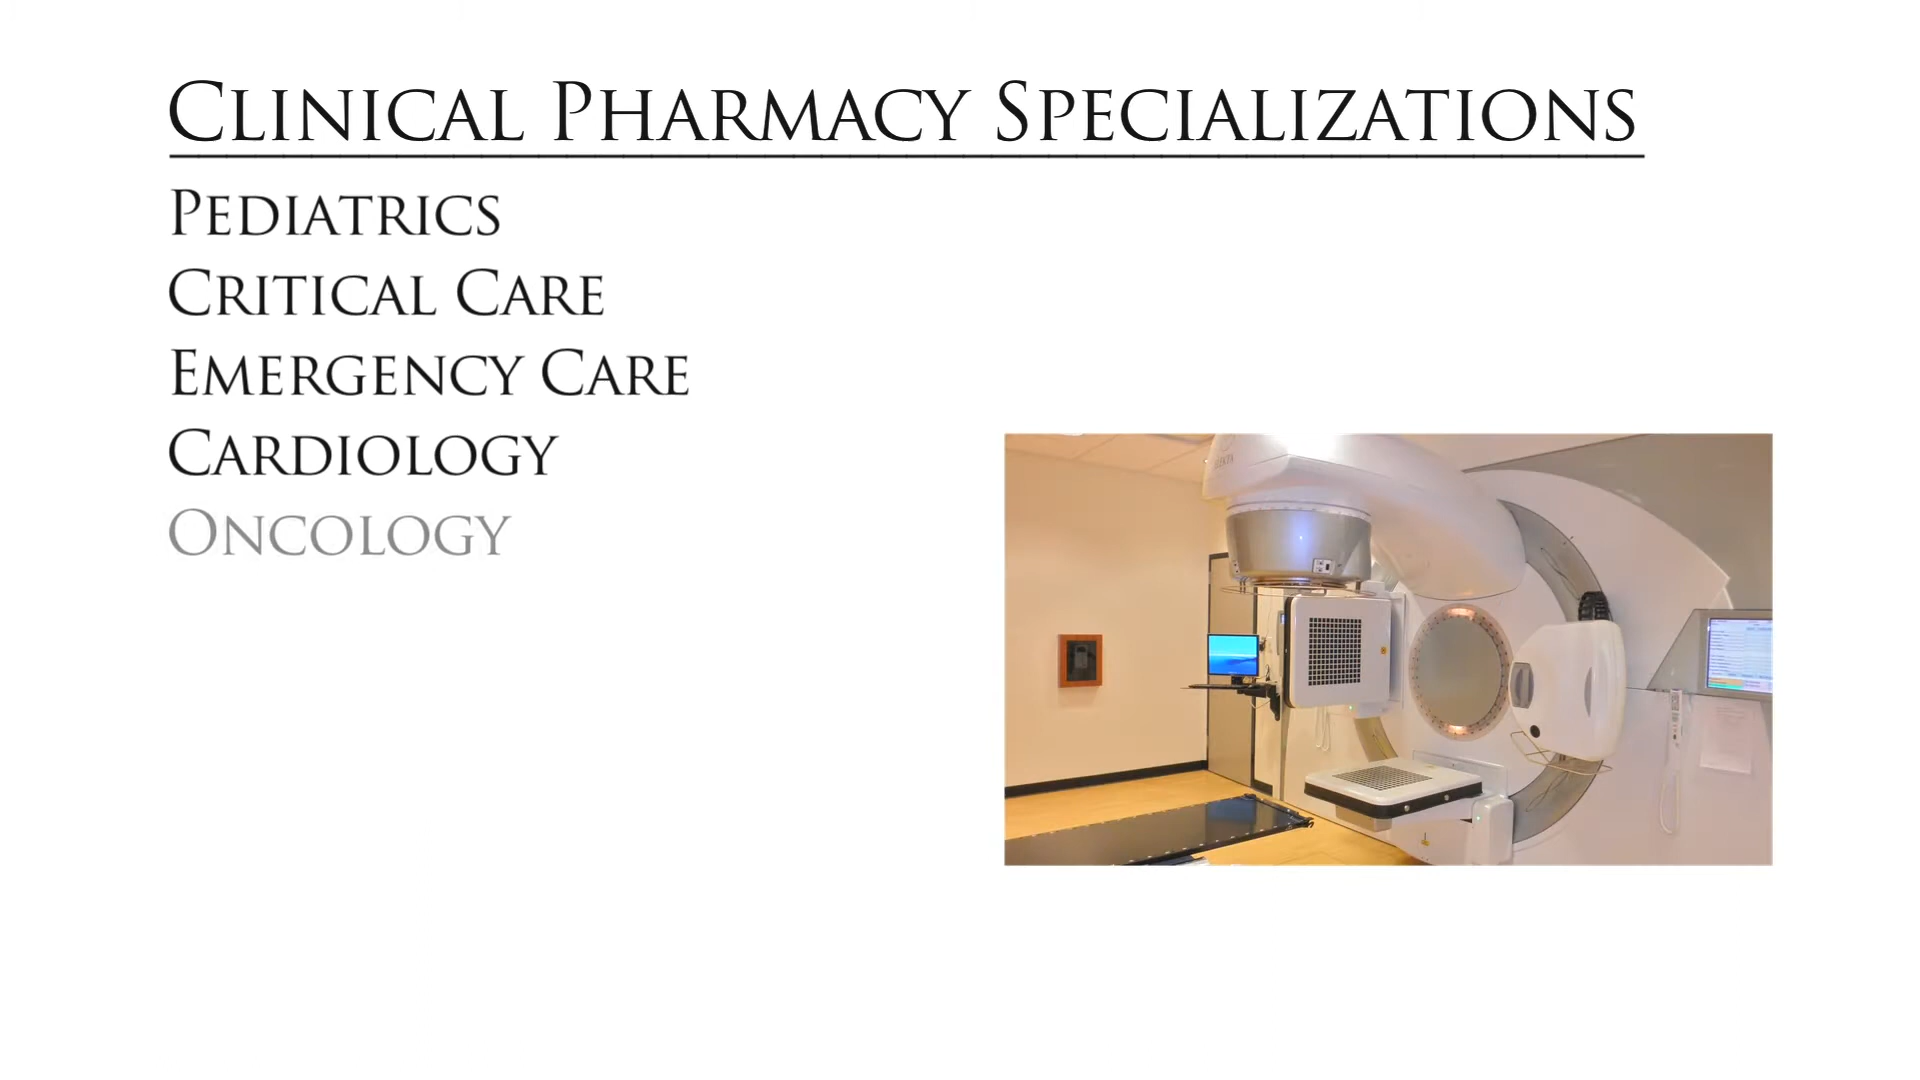 Clinical Pharmacy Specializations
Pediatrics
Critical Care
Emergency Care
Cardiology
Oncology